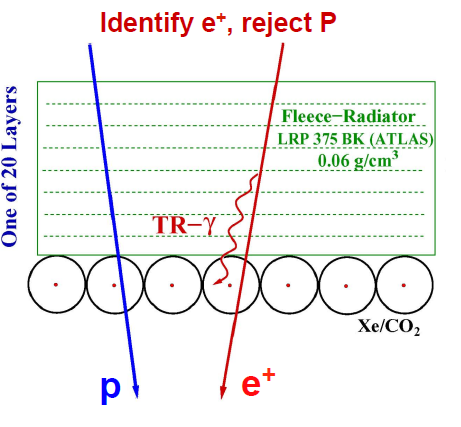 Identify e⁺, reject P
One of 20 Layers
Fleece−Radiator
LRP 375 BK (ATLAS)
0.06 g/cm³
TR−γ
Xe/CO₂
p
e⁺